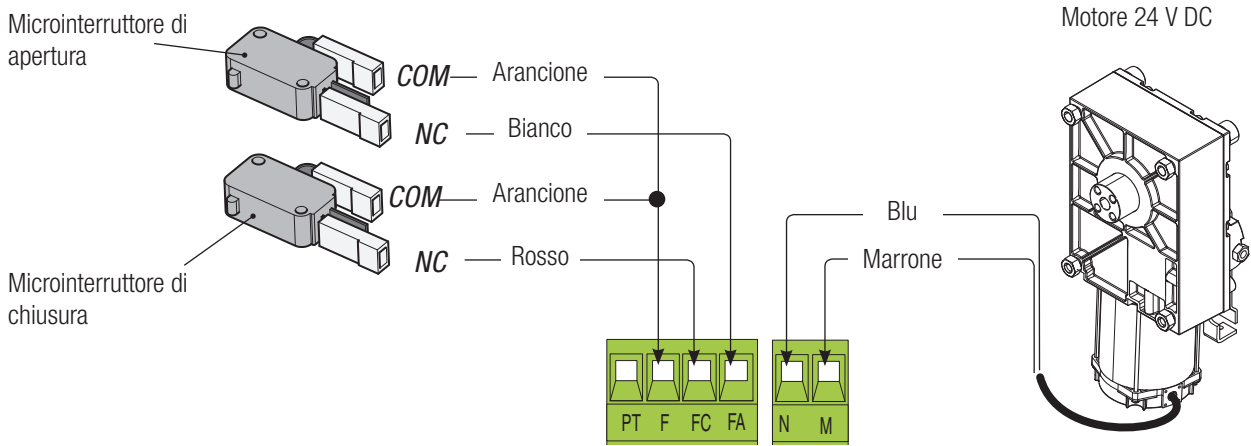 Microinterruttore di
apertura
Motore 24 V DC
COM Arancione
NC Bianco
COM Arancione
NC Rosso
Microinterruttore di
chiusura
Blu
Marrone
PT F FC FA N M